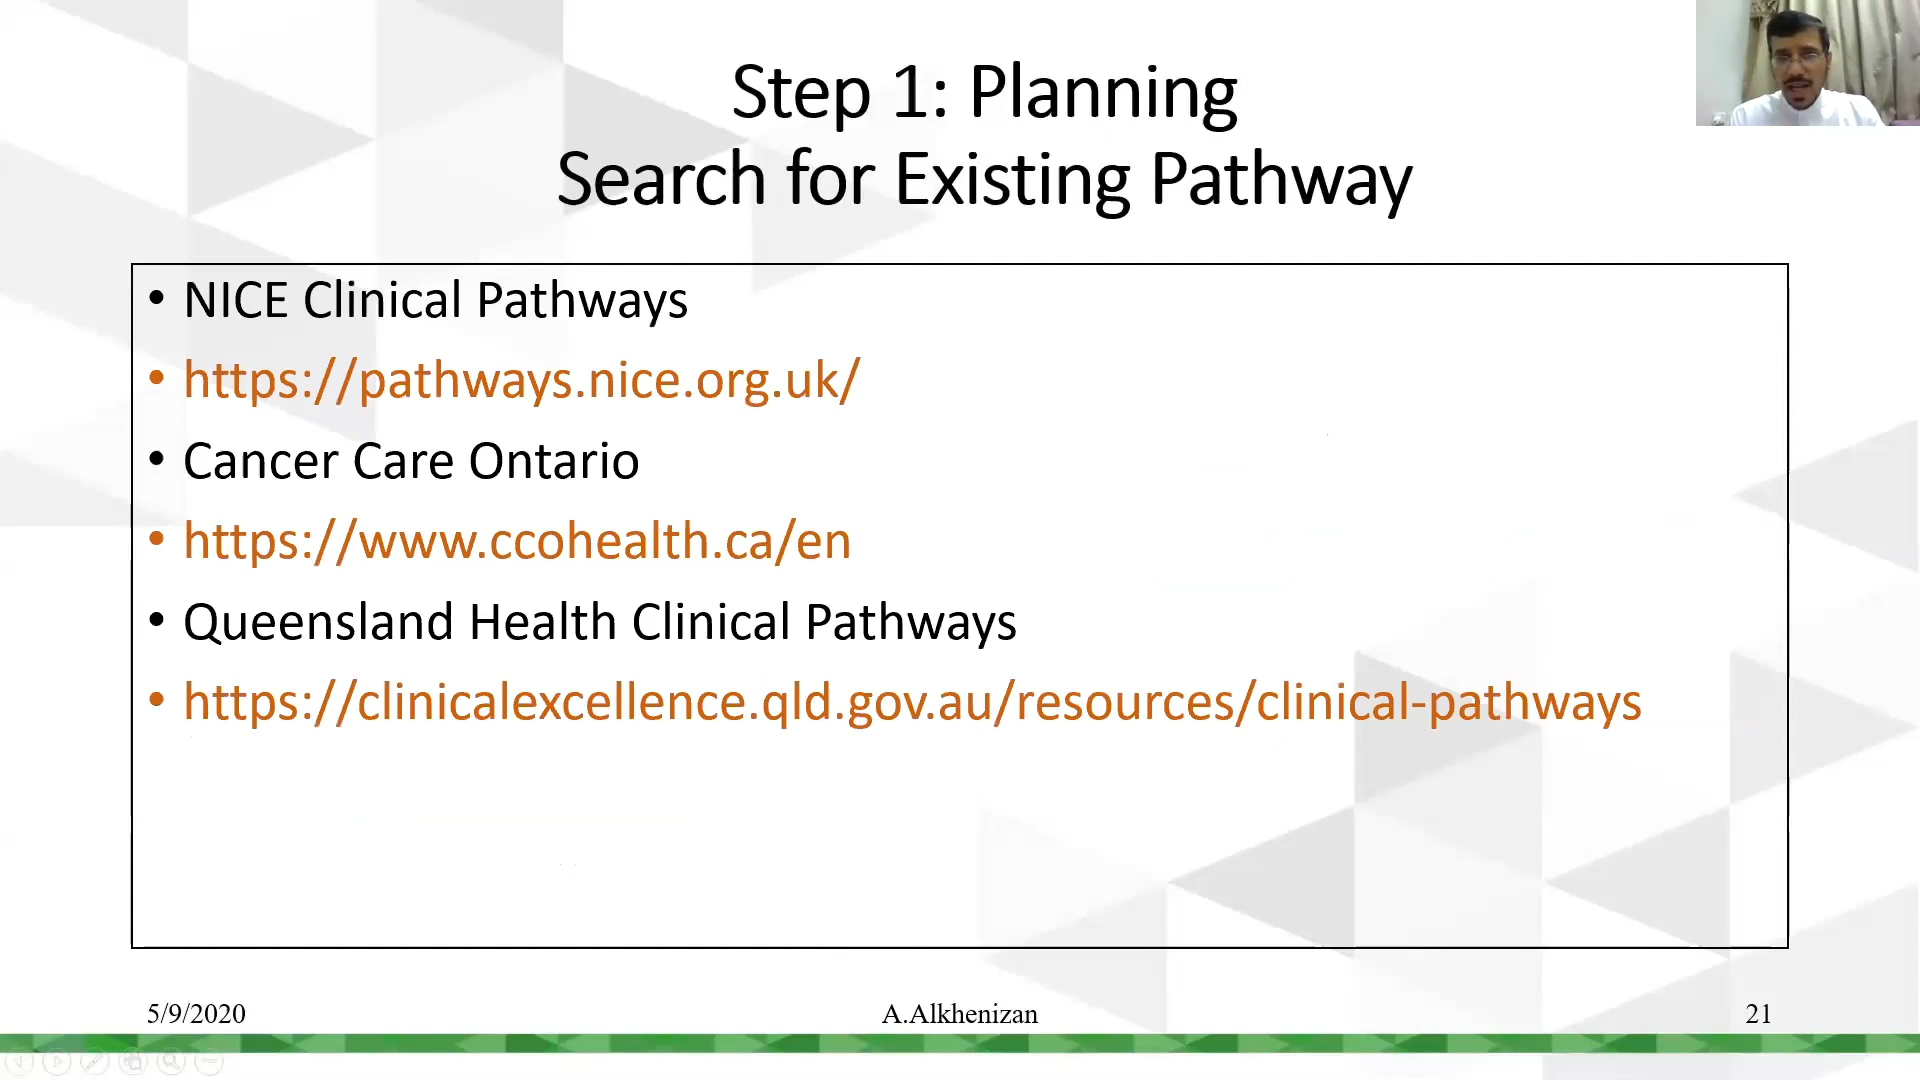 Step 1: Planning
Search for Existing Pathway
• NICE Clinical Pathways
• https://pathways.nice.org.uk/
• Cancer Care Ontario
• https://www.ccohealth.ca/en
• Queensland Health Clinical Pathways
• https://clinicalexcellence.qld.gov.au/resources/clinical-pathways
5/9/2020
A.Alkhenizan
21